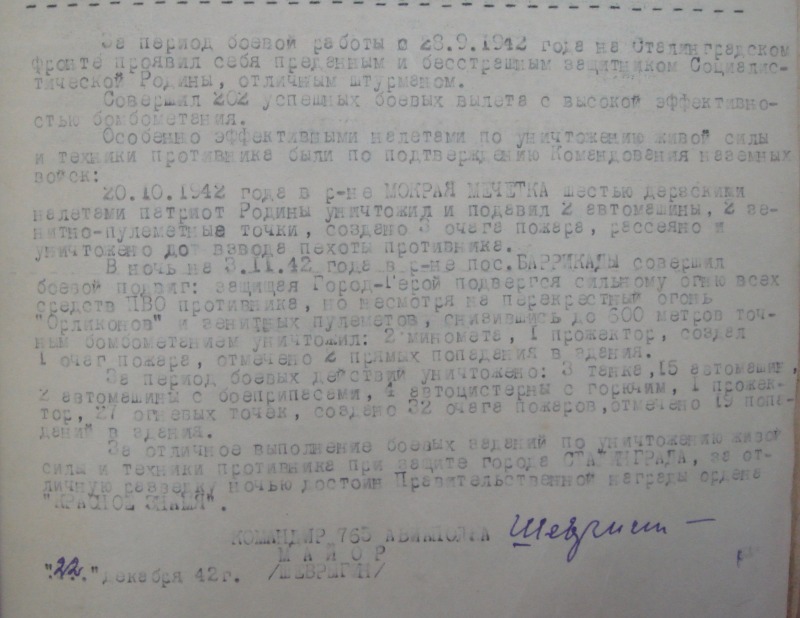 За период боевой работы с 28.9.1942 года на Сталинградском
фронте проявил себя преданным и бесстрашным защитником Социалис-
тической Родины, отличным штурманом.
Совершил 202 успешных боевых вылета с высокой эффективно-
стью бомбометания.
Особенно эффективными налетами по уничтожению живой силы
и техники противника были по подтверждению Командования наземных
войск:
20.10.1942 года в р-не МОКРАЯ МЕЧЕТКА шестью дерзкими
налетами патриот Родины уничтожил и подавил 2 автомашины, 2 зе-
нитно-пулеметные точки, создано 3 очага пожара, рассеяно и
уничтожено до взвода пехоты противника.
В ночь на 3.11.42 года в р-не пос.БАРРИКАДЫ совершил
боевой подвиг: защищая Город-Герой подвергся сильному огню всех
средств ПВО противника, но несмотря на перекрестный огонь
"Орликонов" и зенитных пулеметов, снизившись до 600 метров точ-
ным бомбометанием уничтожил: 2 миномета, 1 прожектор, создал
1 очаг пожара, отмечено 2 прямых попадания в здания.
За период боевых действий уничтожено: 3 танка,15 автомашин,
2 автомашины с боеприпасами, 4 автоцистерны с горючим, 1 прожек-
тор, 27 огневых точек, создано 32 очага пожаров,отмечено 19 попа-
даний в здания.
За отличное выполнение боевых заданий по уничтожению живой
силы и техники противника при защите города СТАЛИНГРАДА, за от-
личную разведку ночью достоин Правительственной награды ордена
"КРАСНОЕ ЗНАМЯ".
КОМАНДИР 765 АВИАПОЛКА
МАЙОР
/ШЕВРИГИН/
"22" декабря 42г.